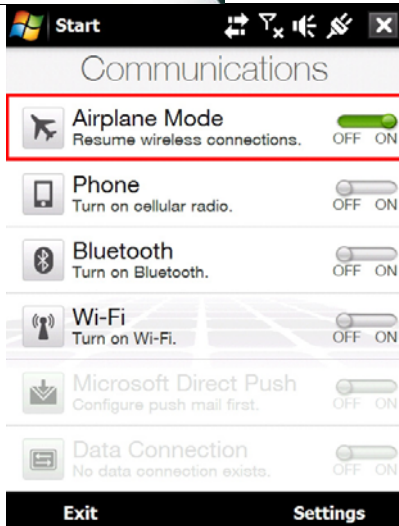 Start
Communications
Airplane Mode
Resume wireless connections.
OFF ON
Phone
Turn on cellular radio.
OFF ON
Bluetooth
Turn on Bluetooth.
OFF ON
Wi-Fi
Turn on Wi-Fi.
OFF ON
Microsoft Direct Push
Configure push mail first.
OFF ON
Data Connection
No data connection exists.
OFF ON
Exit Settings